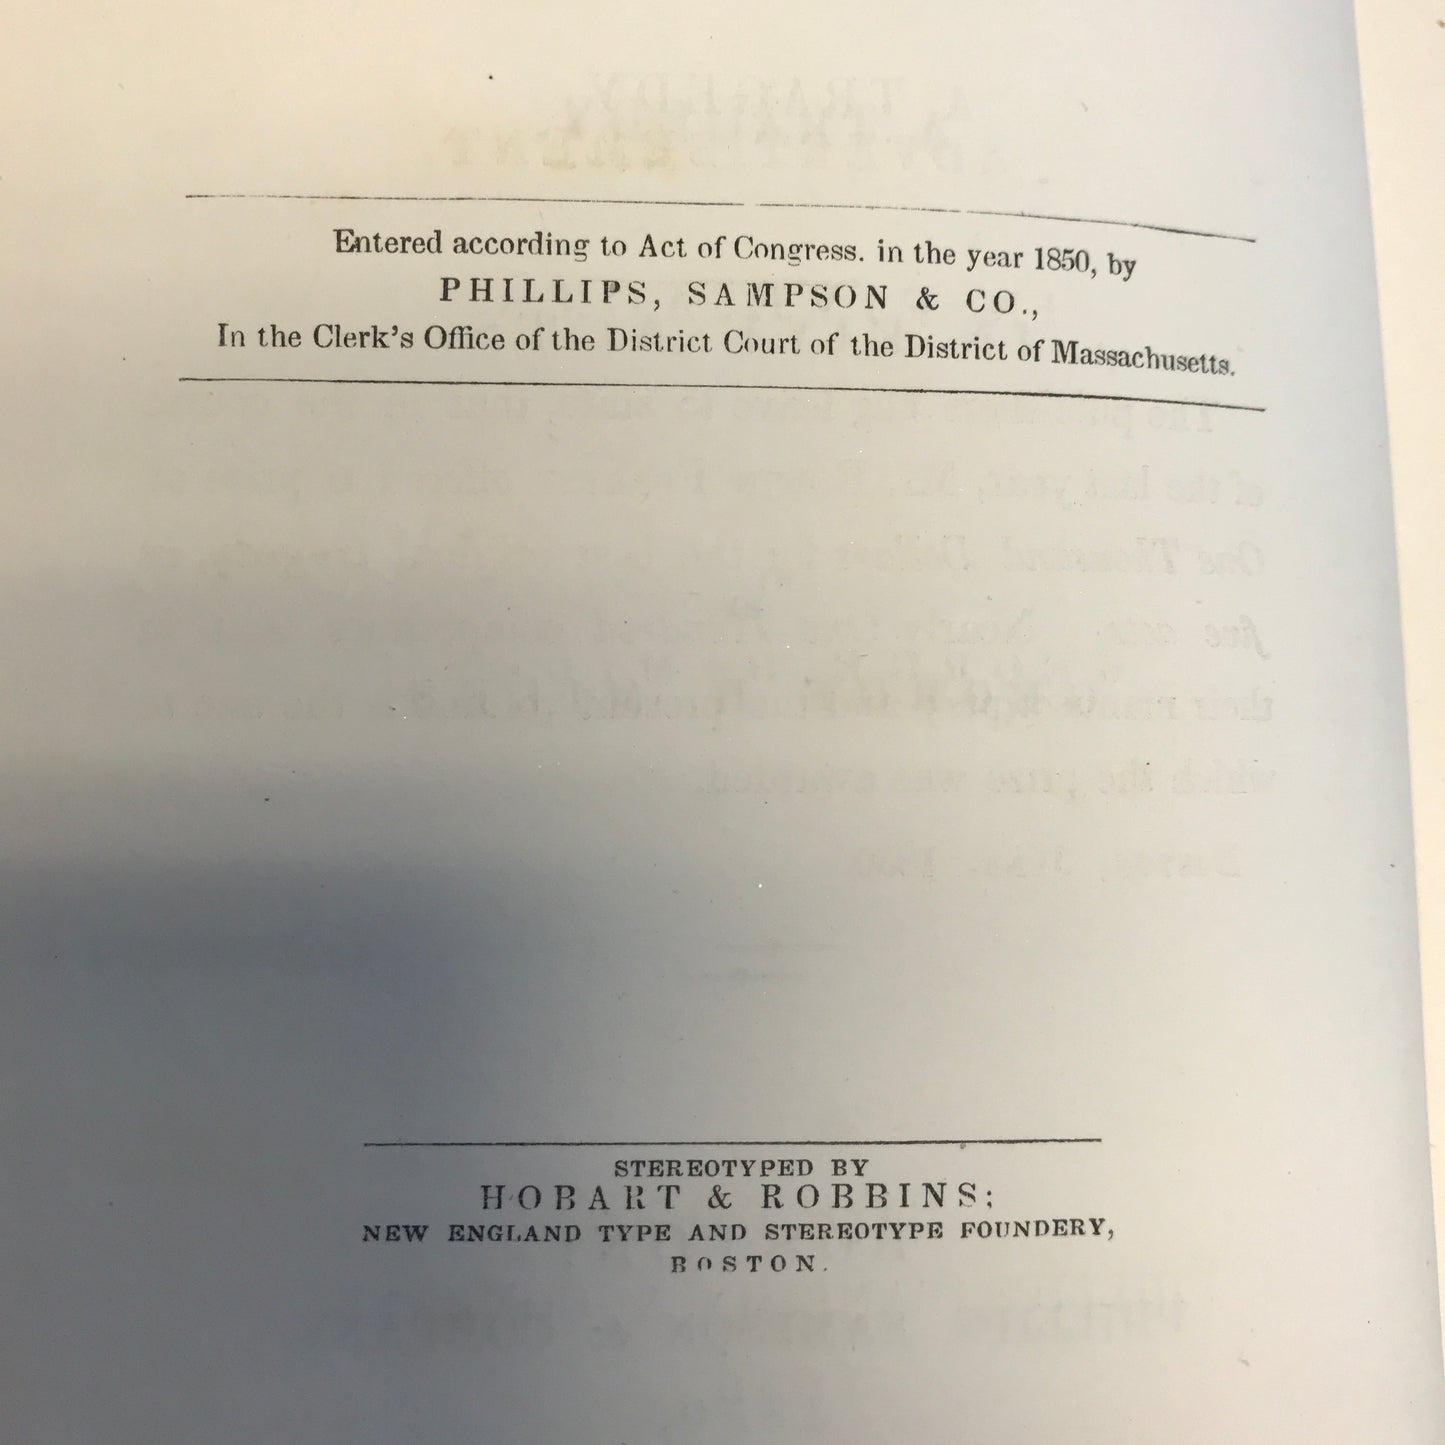 Entered according to Act of Congress. in the year 1850, by
PHILLIPS, SAMPSON & CO.,
In the Clerk's Office of the District Court of the District of Massachusetts.
STEREOTYPED BY
HOBART & ROBBINS;
NEW ENGLAND TYPE AND STEREOTYPE FOUNDERY,
BOSTON.